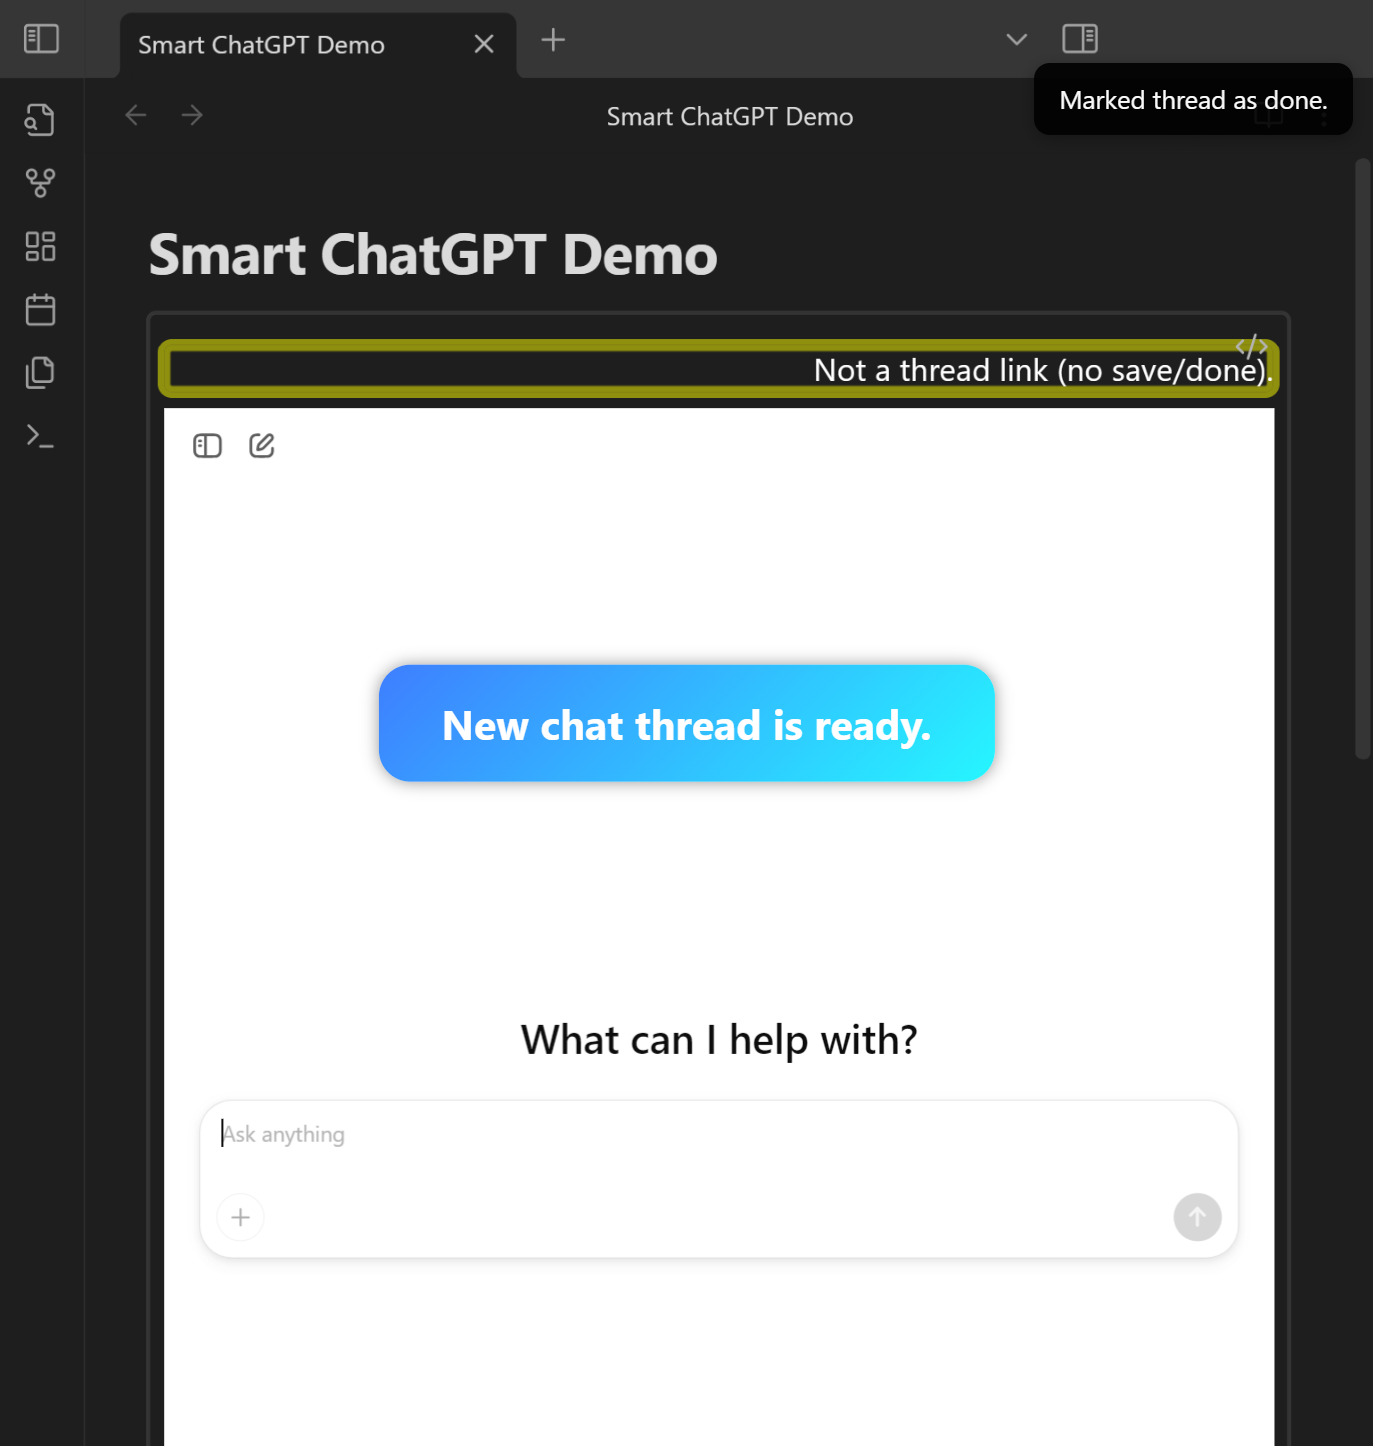 Smart ChatGPT Demo
Marked thread as done.
Smart ChatGPT Demo
Smart ChatGPT Demo
Not a thread link (no save/done).
New chat thread is ready.
What can I help with?
Ask anything